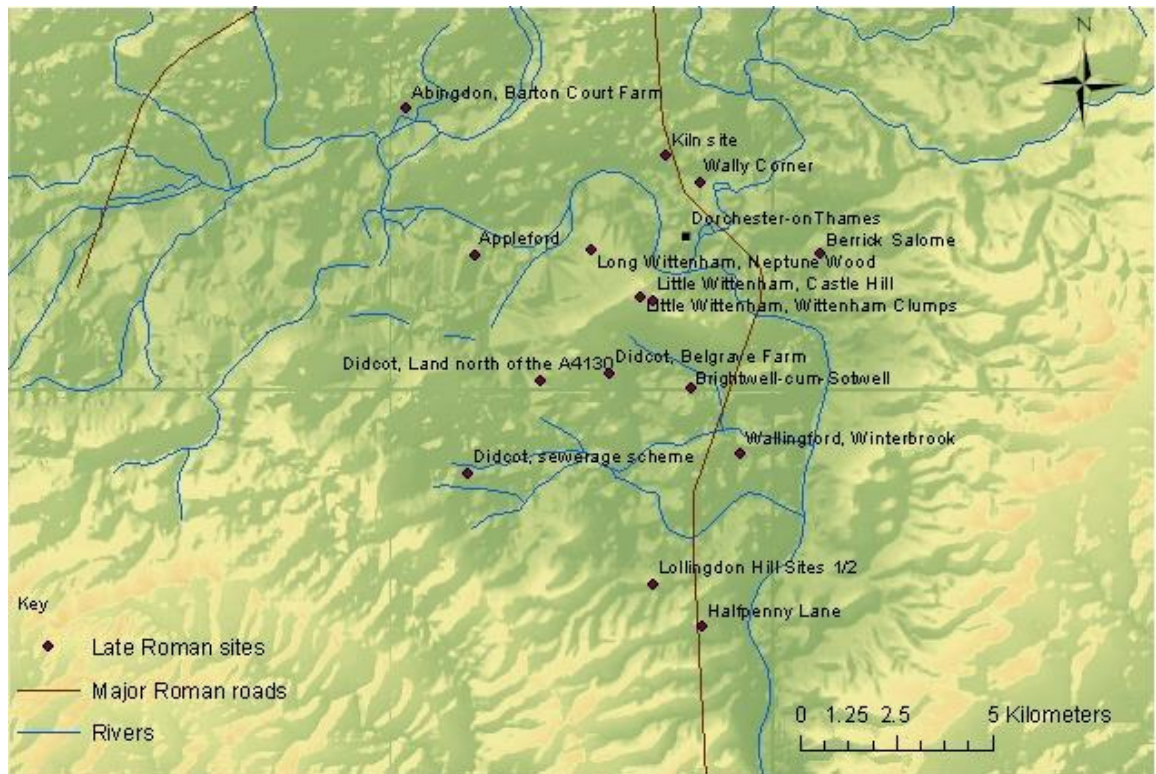 N
Abingdon, Barton Court Farm
Kiln site
Wally Corner
Dorchester-onThames
Appleford
Berrick Salome
Long Wittenham, Neptune Wood
Little Wittenham, Castle Hill
Little Wittenham, Wittenham Clumps
Didcot, Land north of the A4130
Didcot, Belgrave Farm
Brightwell-cum-Sotwell
Wallingford, Winterbrook
Didcot, sewerage scheme
Lollingdon Hill Sites 1/2
Halfpenny Lane
Key
Late Roman sites
Major Roman roads
Rivers
0 1.25 2.5 5 Kilometers